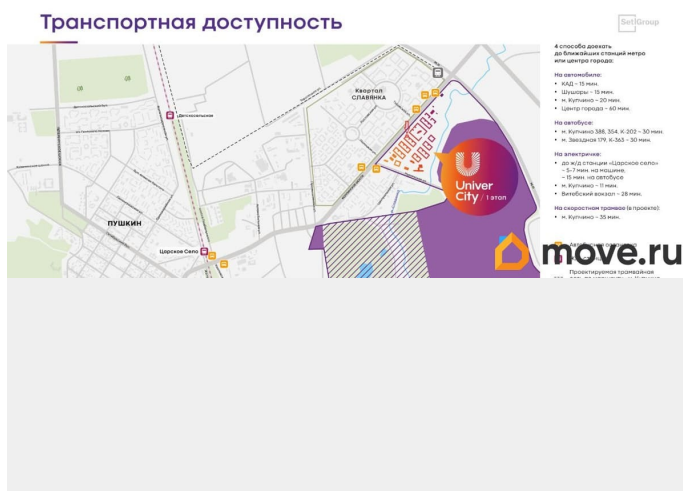 Транспортная доступность
Setl Group
4 способа доехать
до ближайших станций метро
или центра города:
На автомобиле:
• КАД – 15 мин.
• Шушары – 15 мин.
• м. Купчино – 20 мин.
• Центр города – 60 мин.
На автобусе:
• м. Купчино 388, 354, К-202 – 30 мин.
• м. Звездная 179, К-363 – 30 мин.
На электричке:
• до ж/д станции «Царское село»
– 5-7 мин. на машине,
– 15 мин. на автобусе
• м. Купчино – 11 мин.
• Витебский вокзал – 28 мин.
На скоростном трамвае (в проекте):
• м. Купчино – 35 мин.
Проектируемая трамвайная
Квартал
СЛАВЯНКА
Детскосельская
Univer
City / 1 этап
ПУШКИН
Царское Село
move.ru